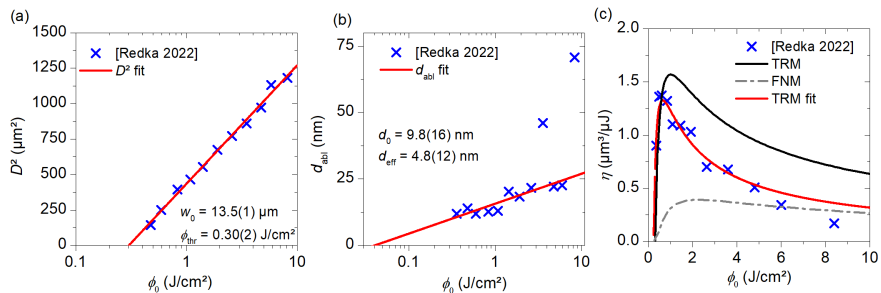 (a)
1500
1250
1000
750
500
250
0
D² (µm²)
[Redka 2022]
D² fit
w₀ = 13.5(1) µm
ϕthr = 0.30(2) J/cm²
0.1
1
10
ϕ₀ (J/cm²)
(b)
75
50
25
0
dabl (nm)
[Redka 2022]
dabl fit
d₀ = 9.8(16) nm
deff = 4.8(12) nm
0.1
1
10
ϕ₀ (J/cm²)
(c)
2.0
1.5
1.0
0.5
0.0
η (µm³/µJ)
[Redka 2022]
TRM
FNM
TRM fit
0
2
4
6
8
10
ϕ₀ (J/cm²)